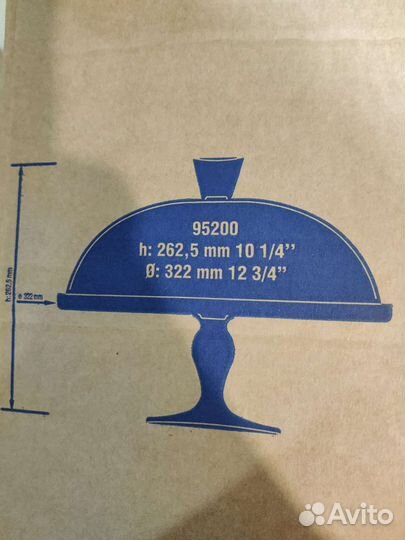 95200
h: 262,5 mm 10 1/4’’
Ø: 322 mm 12 3/4’’
h: 262,5 mm
ø 322 mm
Avito